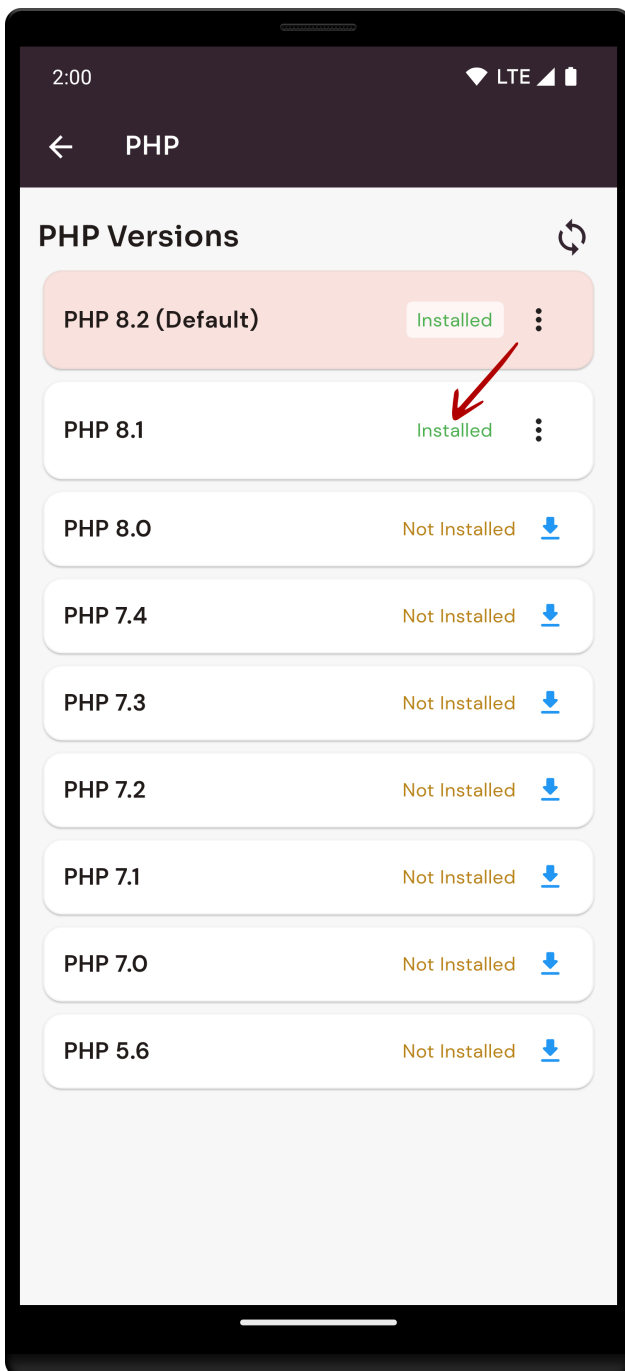 2:00 LTE
PHP
PHP Versions
PHP 8.2 (Default) Installed
PHP 8.1 Installed
PHP 8.0 Not Installed
PHP 7.4 Not Installed
PHP 7.3 Not Installed
PHP 7.2 Not Installed
PHP 7.1 Not Installed
PHP 7.0 Not Installed
PHP 5.6 Not Installed